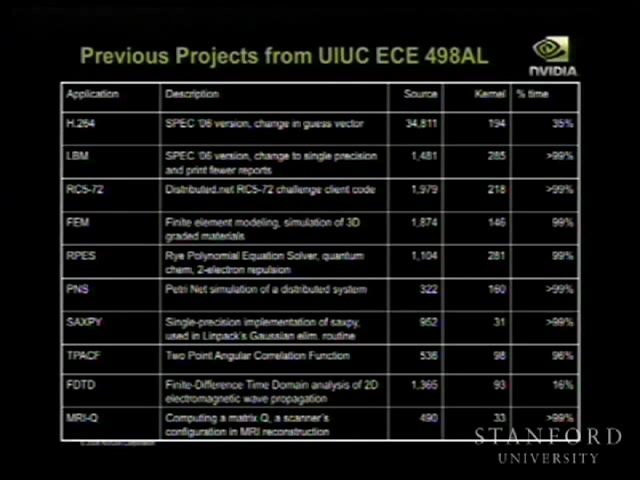 Previous Projects from UIUC ECE 498AL
NVIDIA
Application Description Source Kernel % time
H.264 SPEC '06 version, change in guess vector 34,811 194 35%
LBM SPEC '06 version, change to single precision and print fewer reports 1,481 285 >99%
RC5-72 Distributed.net RC5-72 challenge client code 1,979 218 >99%
FEM Finite element modeling, simulation of 3D graded materials 1,874 146 99%
RPES Rye Polynomial Equation Solver, quantum chem, 2-electron repulsion 1,104 281 99%
PNS Petri Net simulation of a distributed system 322 160 >99%
SAXPY Single-precision implementation of saxpy, used in Linpack's Gaussian elim. routine 952 31 >99%
TPACF Two Point Angular Correlation Function 536 98 96%
FDTD Finite-Difference Time Domain analysis of 2D electromagnetic wave propagation 1,365 93 16%
MRI-Q Computing a matrix Q, a scanner's configuration in MRI reconstruction 490 33 >99%
STANFORD
UNIVERSITY